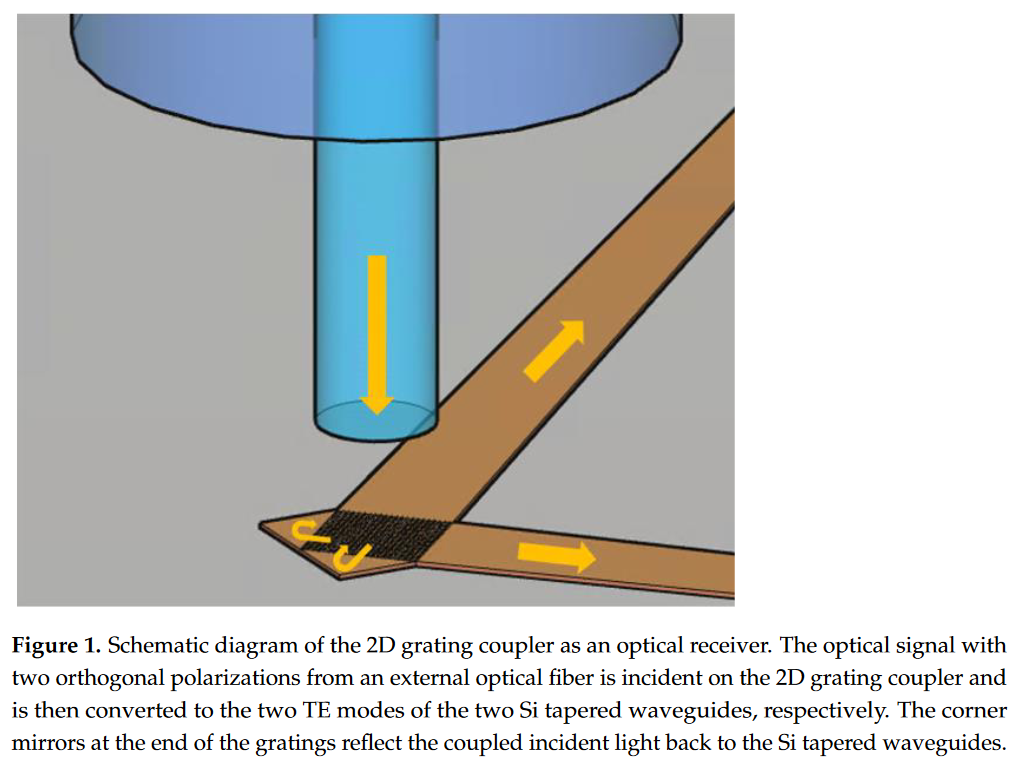 Figure 1. Schematic diagram of the 2D grating coupler as an optical receiver. The optical signal with
two orthogonal polarizations from an external optical fiber is incident on the 2D grating coupler and
is then converted to the two TE modes of the two Si tapered waveguides, respectively. The corner
mirrors at the end of the gratings reflect the coupled incident light back to the Si tapered waveguides.